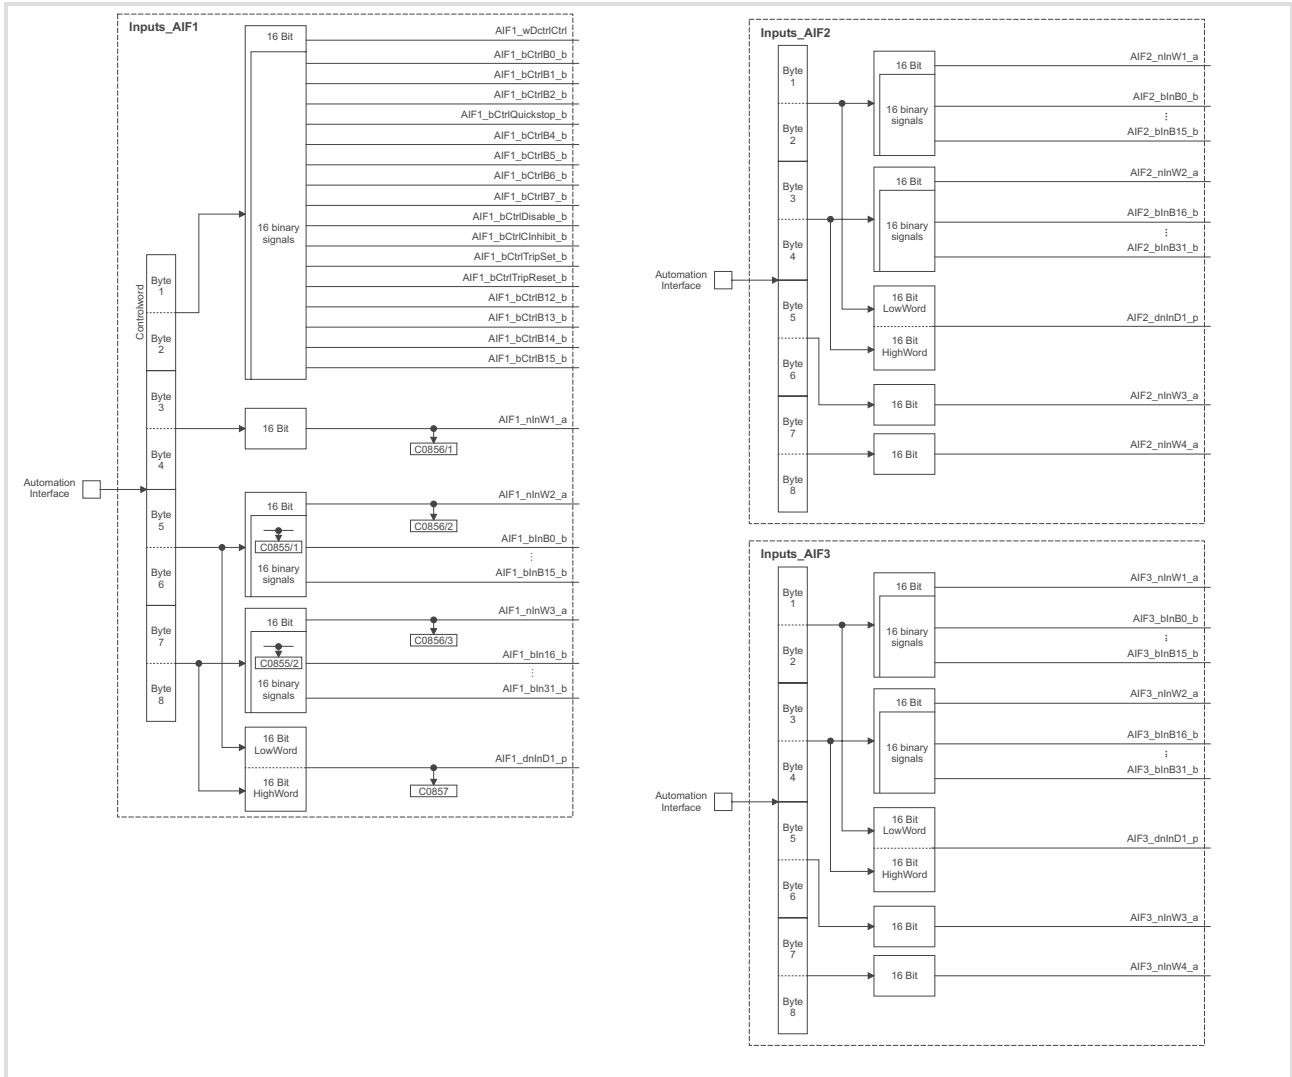 Inputs_AIF1
16 Bit
AIF1_wDctrlCtrl
AIF1_bCtrlB0_b
AIF1_bCtrlB1_b
AIF1_bCtrlB2_b
AIF1_bCtrlQuickstop_b
AIF1_bCtrlB4_b
AIF1_bCtrlB5_b
AIF1_bCtrlB6_b
AIF1_bCtrlB7_b
16 binary
signals
AIF1_bCtrlDisable_b
AIF1_bCtrlCInhibit_b
AIF1_bCtrlTripSet_b
AIF1_bCtrlTripReset_b
AIF1_bCtrlB12_b
AIF1_bCtrlB13_b
AIF1_bCtrlB14_b
AIF1_bCtrlB15_b
Controlword
Byte
1
Byte
2
Byte
3
Byte
4
Byte
5
Byte
6
Byte
7
Byte
8
Automation
Interface
16 Bit
AIF1_nInW1_a
C0856/1
16 Bit
AIF1_nInW2_a
C0856/2
C0855/1
16 binary
signals
AIF1_bInB0_b
...
AIF1_bInB15_b
16 Bit
AIF1_nInW3_a
C0856/3
C0855/2
16 binary
signals
AIF1_bIn16_b
...
AIF1_bIn31_b
16 Bit
LowWord
16 Bit
HighWord
AIF1_dnInD1_p
C0857
Inputs_AIF2
Byte
1
Byte
2
Byte
3
Byte
4
Byte
5
Byte
6
Byte
7
Byte
8
Automation
Interface
16 Bit
AIF2_nInW1_a
16 binary
signals
AIF2_bInB0_b
...
AIF2_bInB15_b
16 Bit
AIF2_nInW2_a
16 binary
signals
AIF2_bInB16_b
...
AIF2_bInB31_b
16 Bit
LowWord
16 Bit
HighWord
AIF2_dnInD1_p
16 Bit
AIF2_nInW3_a
16 Bit
AIF2_nInW4_a
Inputs_AIF3
Byte
1
Byte
2
Byte
3
Byte
4
Byte
5
Byte
6
Byte
7
Byte
8
Automation
Interface
16 Bit
AIF3_nInW1_a
16 binary
signals
AIF3_bInB0_b
...
AIF3_bInB15_b
16 Bit
AIF3_nInW2_a
16 binary
signals
AIF3_bInB16_b
...
AIF3_bInB31_b
16 Bit
LowWord
16 Bit
HighWord
AIF3_dnInD1_p
16 Bit
AIF3_nInW3_a
16 Bit
AIF3_nInW4_a